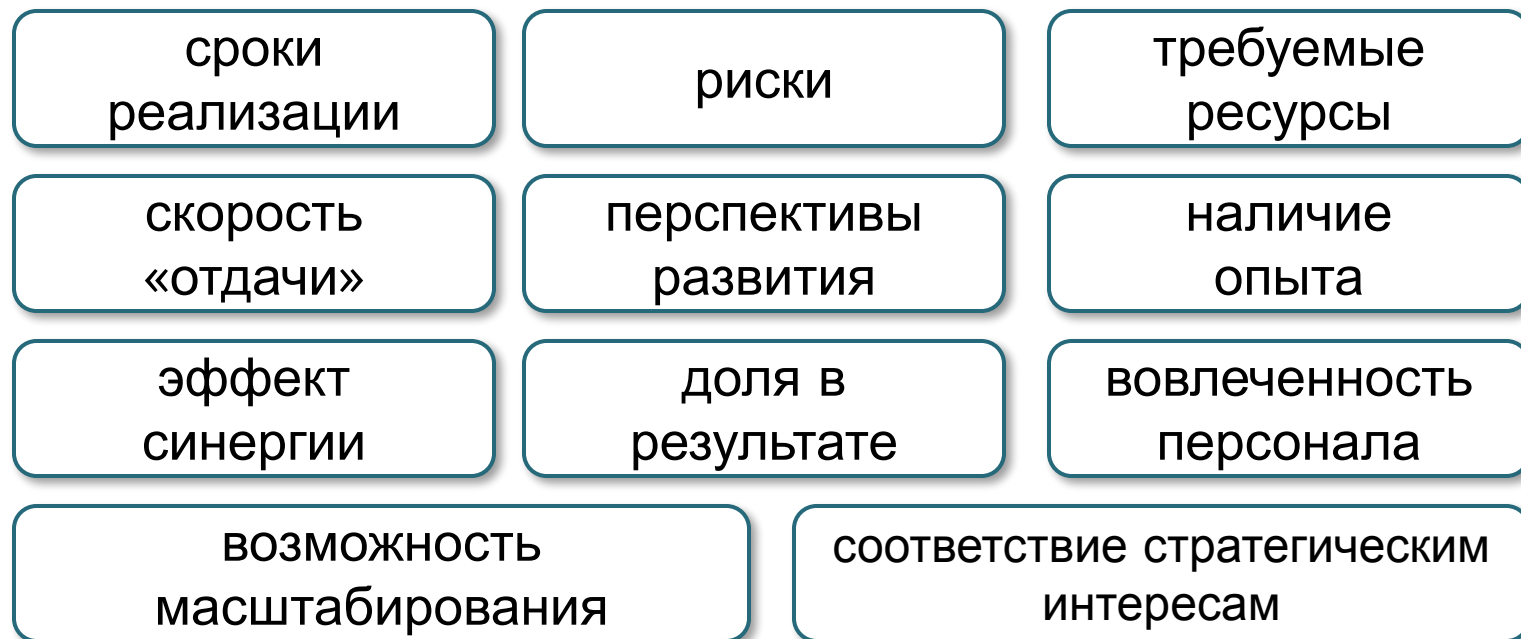 сроки
реализации
риски
требуемые
ресурсы
скорость
«отдачи»
перспективы
развития
наличие
опыта
эффект
синергии
доля в
результате
вовлеченность
персонала
возможность
масштабирования
соответствие стратегическим
интересам